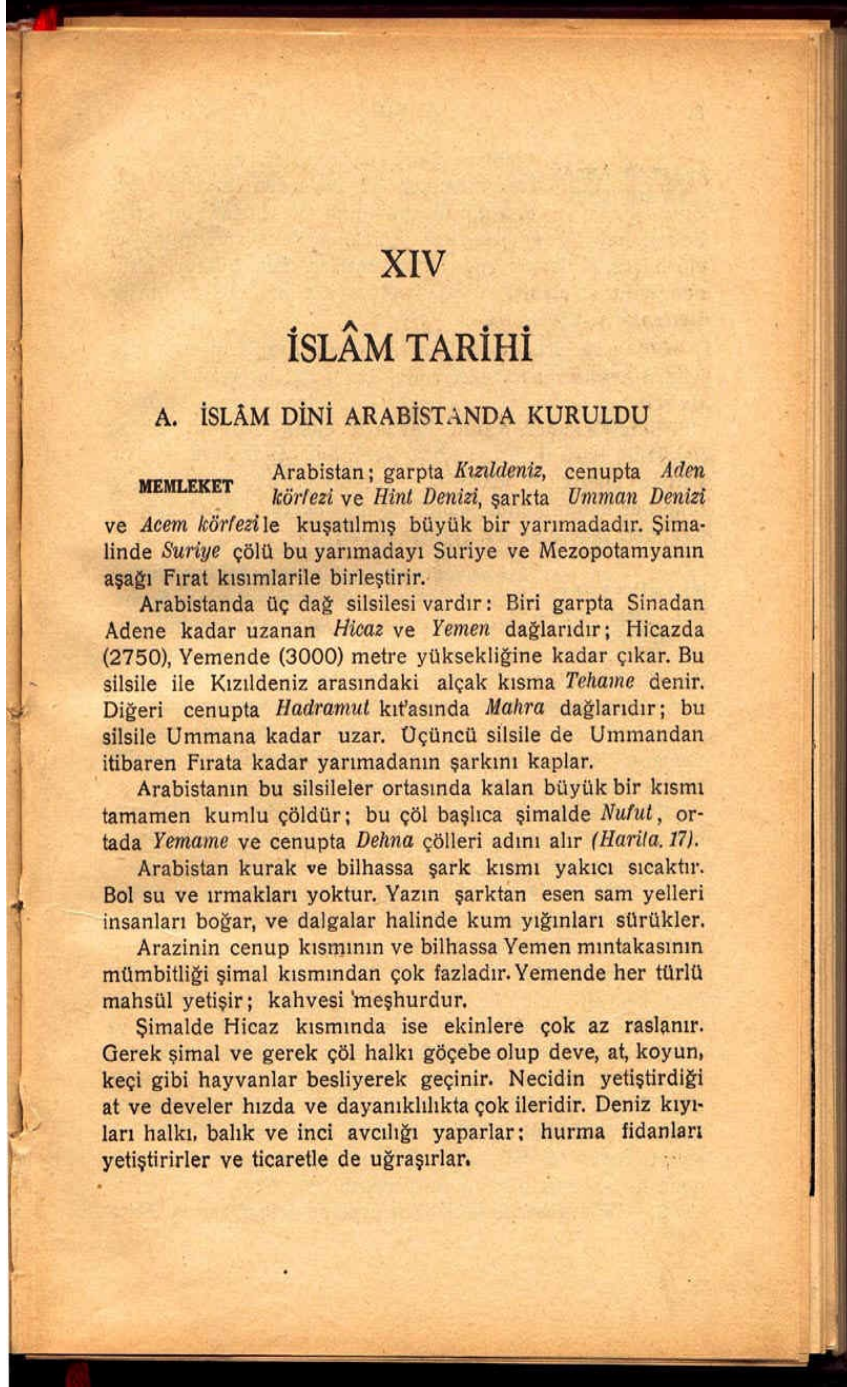 XIV
İSLÂM TARİHİ
A. İSLÂM DİNİ ARABİSTANDA KURULDU
MEMLEKET
Arabistan; garpta Kızıldeniz, cenupta Aden
körfezi ve Hint Denizi, şarkta Umman Denizi
ve Acem körfezile kuşatılmış büyük bir yarımadadır. Şima-
linde Suriye çölü bu yarımadayı Suriye ve Mezopotamyanın
aşağı Fırat kısımlarile birleştirir.
Arabistanda üç dağ silsilesi vardır: Biri garpta Sinadan
Adene kadar uzanan Hicaz ve Yemen dağlarıdır; Hicazda
(2750), Yemende (3000) metre yüksekliğine kadar çıkar. Bu
silsile ile Kızıldeniz arasındaki alçak kısma Tehame denir.
Diğeri cenupta Hadramut kıt'asında Mahra dağlarıdır; bu
silsile Ummana kadar uzar. Üçüncü silsile de Ummandan
itibaren Fırata kadar yarımadanın şarkını kaplar.
Arabistanın bu silsileler ortasında kalan büyük bir kısmı
tamamen kumlu çöldür; bu çöl başlıca şimalde Nufut, or-
tada Yemame ve cenupta Dehna çölleri adını alır (Harita. 17).
Arabistan kurak ve bilhassa şark kısmı yakıcı sıcaktır.
Bol su ve ırmakları yoktur. Yazın şarktan esen sam yelleri
insanları boğar, ve dalgalar halinde kum yığınları sürükler.
Arazinin cenup kısmının ve bilhassa Yemen mıntakasının
mümbitliği şimal kısmından çok fazladır. Yemende her türlü
mahsül yetişir; kahvesi meşhurdur.
Şimalde Hicaz kısmında ise ekinlere çok az raslanır.
Gerek şimal ve gerek çöl halkı göçebe olup deve, at, koyun,
keçi gibi hayvanlar besliyerek geçinir. Necidin yetiştirdiği
at ve develer hızda ve dayanıklılıkta çok ileridir. Deniz kıyı-
ları halkı, balık ve inci avcılığı yaparlar; hurma fidanları
yetiştirirler ve ticaretle de uğraşırlar.